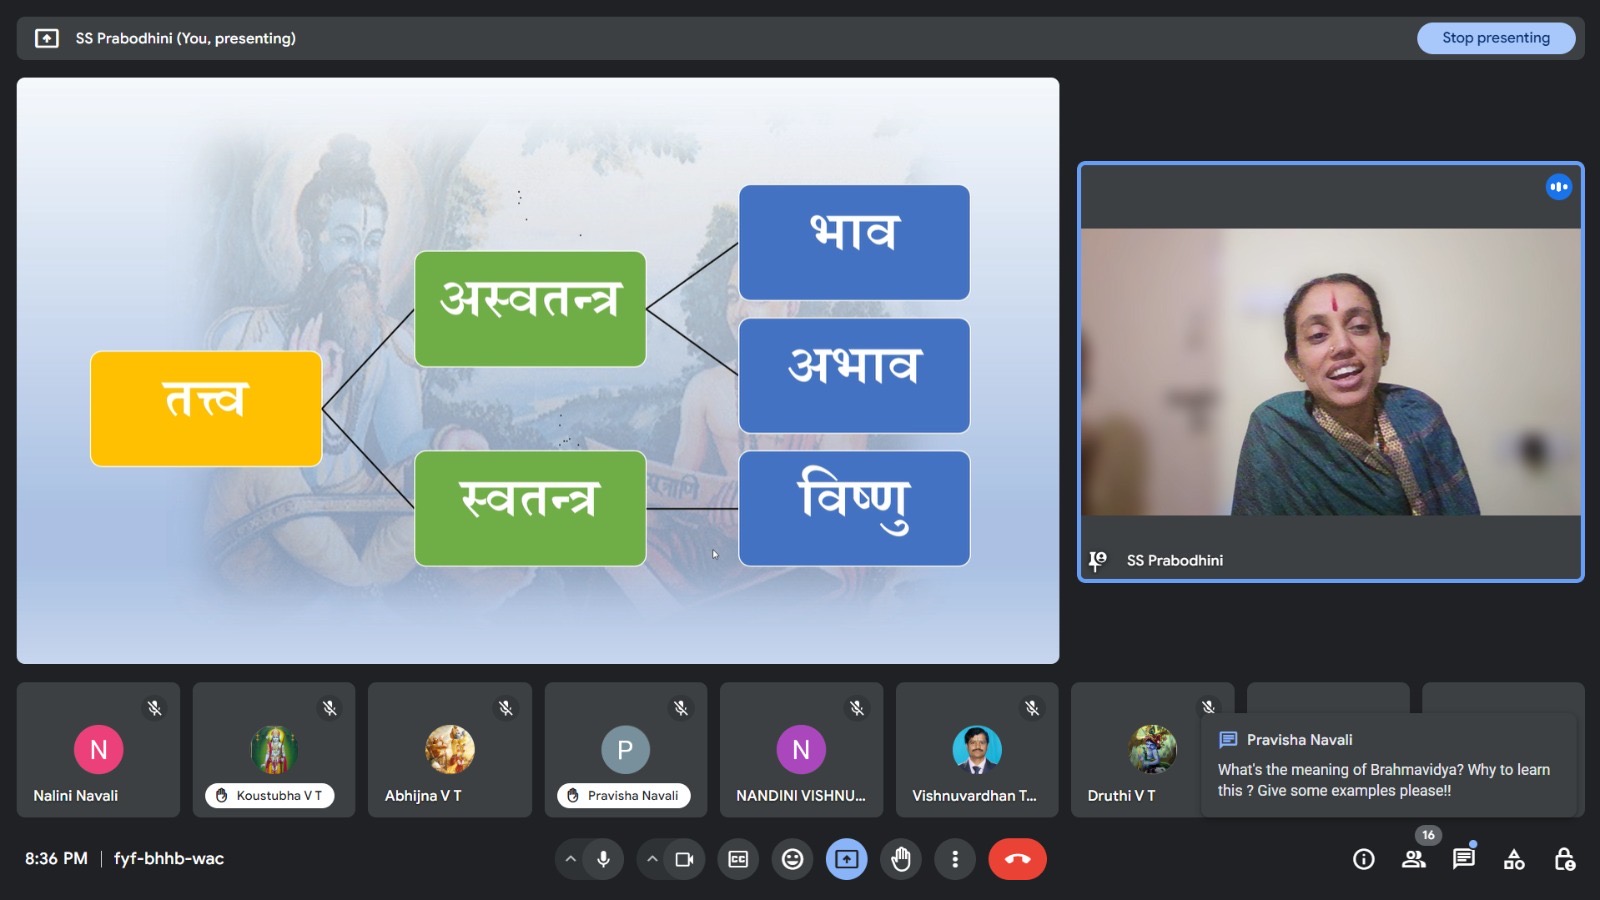 SS Prabodhini (You, presenting)
Stop presenting
तत्त्व
अस्वतन्त्र
स्वतन्त्र
भाव
अभाव
विष्णु
SS Prabodhini
N
Nalini Navali
Koustubha V T
Abhijna V T
P
Pravisha Navali
N
NANDINI VISHNU...
Vishnuvardhan T...
Druthi V T
Pravisha Navali
What's the meaning of Brahmavidya? Why to learn
this ? Give some examples please!!
8:36 PM | fyf-bhhb-wac
CC
16